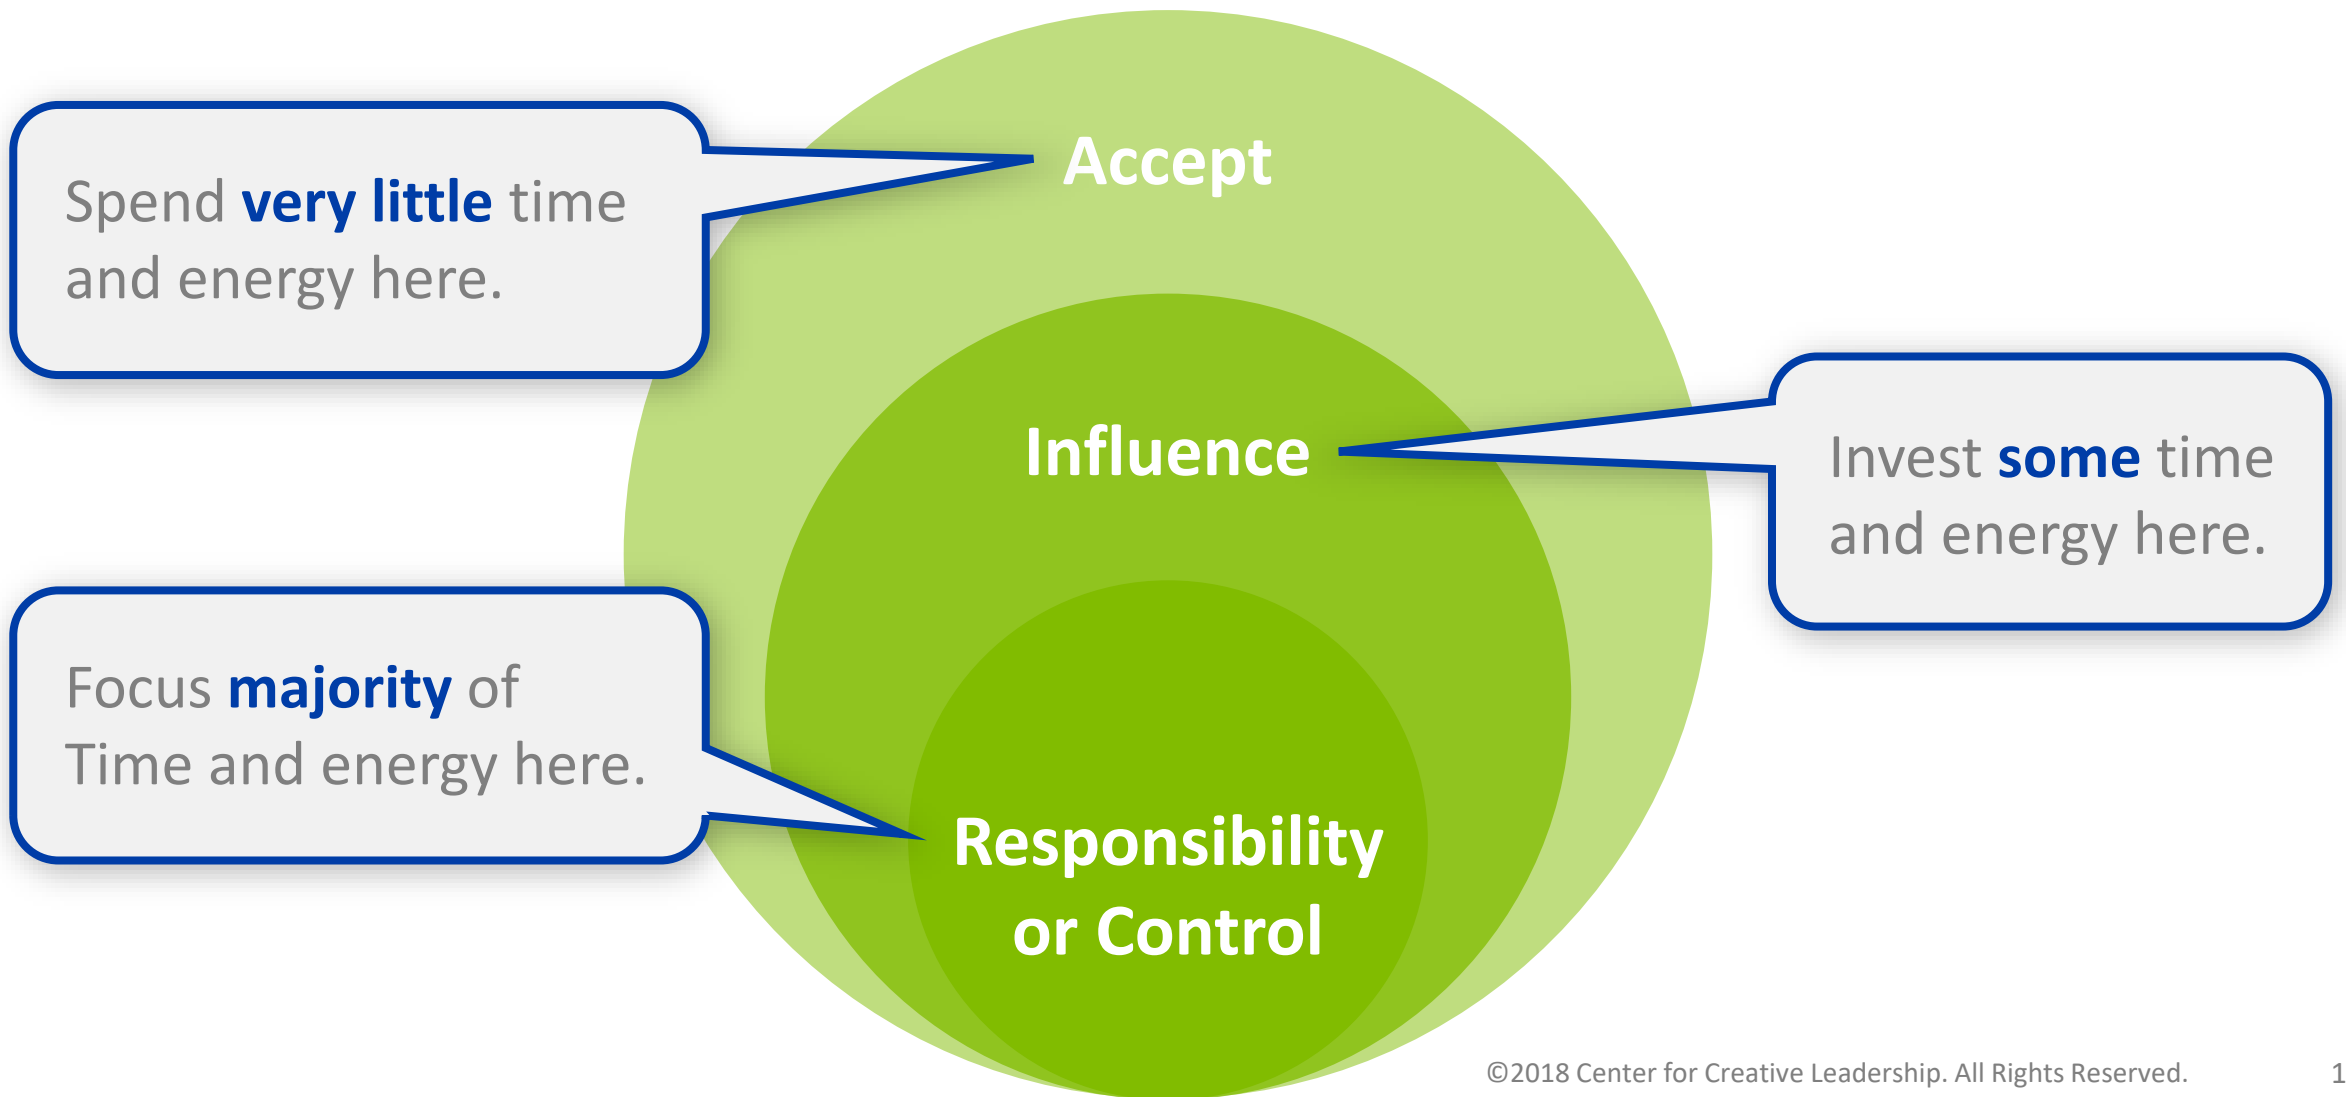 Accept
Spend very little time
and energy here.
Influence
Invest some time
and energy here.
Focus majority of
Time and energy here.
Responsibility
or Control
©2018 Center for Creative Leadership. All Rights Reserved.
1